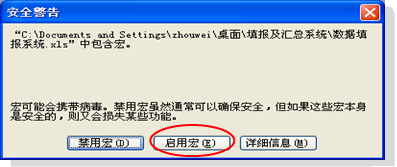 安全警告
“C:\Documents and Settings\zhouwei\桌面\填报及汇总系统\数据填
报系统.xls”中包含宏。
宏可能会携带病毒。禁用宏虽然通常可以确保安全，但如果这些宏本身
是安全的，则又会损失某些功能。
禁用宏(D) 启用宏(E) 详细信息(M)